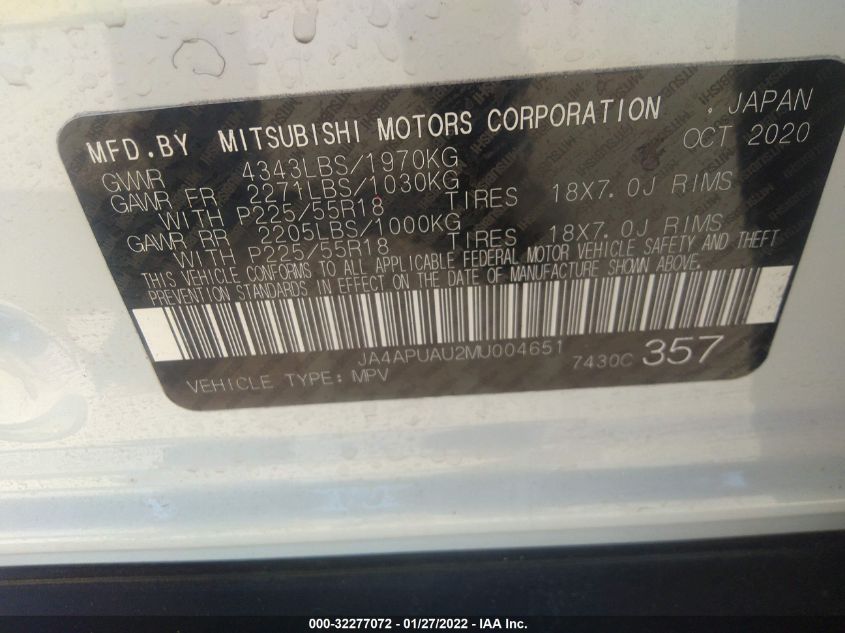 MFD.BY MITSUBISHI MOTORS CORPORATION , JAPAN
GVWR 4343LBS/1970KG OCT 2020
GAWR FR 2271LBS/1030KG
WITH P225/55R18 TIRES 18X7.0J RIMS
GAWR RR 2205LBS/1000KG
WITH P225/55R18 TIRES 18X7.0J RIMS
THIS VEHICLE CONFORMS TO ALL APPLICABLE FEDERAL MOTOR VEHICLE SAFETY AND THEFT
PREVENTION STANDARDS IN EFFECT ON THE DATE OF MANUFACTURE SHOWN ABOVE.
JA4APUAU2MU004651 7430C 357
VEHICLE TYPE: MPV
000-32277072 - 01/27/2022 - IAA Inc.